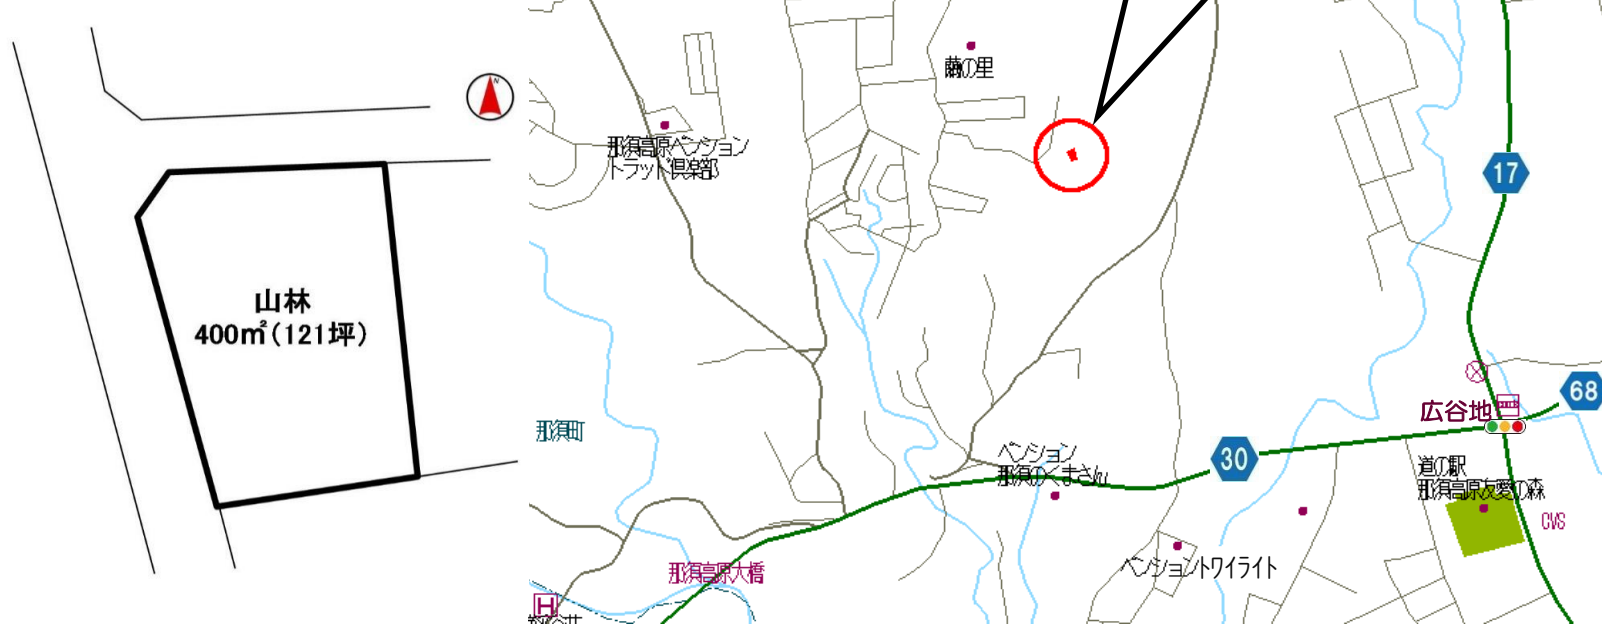 N
山林
400㎡(121坪)
繭の里
那須高原ペンション
トラッド倶楽部
17
68
広谷地
那須町
ペンション
那須のくまさん
30
道の駅
那須高原友愛の森
CVS
ペンショントワイライト
那須高原大橋
H